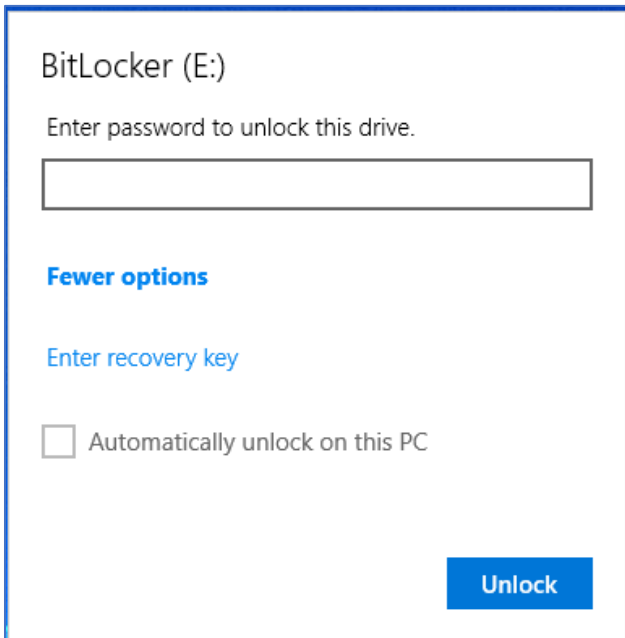 BitLocker (E:)
Enter password to unlock this drive.
Fewer options
Enter recovery key
Automatically unlock on this PC
Unlock